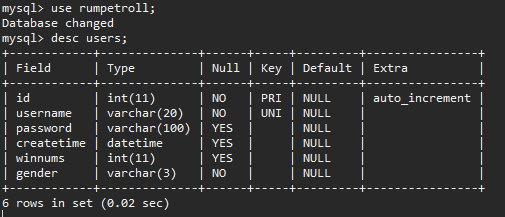 mysql> use rumpetroll;
Database changed
mysql> desc users;
+------------+--------------+------+-----+---------+----------------+
| Field      | Type         | Null | Key | Default | Extra          |
+------------+--------------+------+-----+---------+----------------+
| id         | int(11)      | NO   | PRI | NULL    | auto_increment |
| username   | varchar(20)  | NO   | UNI | NULL    |                |
| password   | varchar(100) | YES  |     | NULL    |                |
| createtime | datetime     | YES  |     | NULL    |                |
| winnums    | int(11)      | YES  |     | NULL    |                |
| gender     | varchar(3)   | NO   |     | NULL    |                |
+------------+--------------+------+-----+---------+----------------+
6 rows in set (0.02 sec)